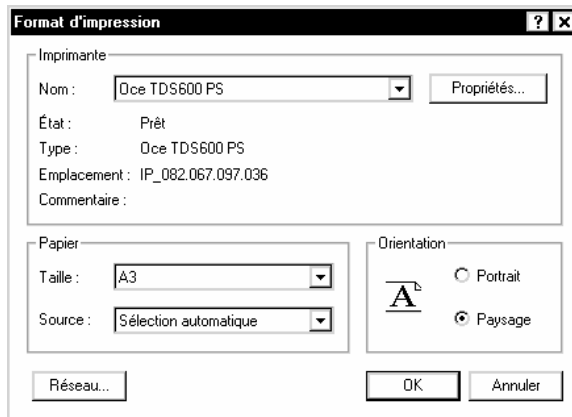 Format d'impression
Imprimante
Nom : Oce TDS600 PS Propriétés...
État : Prêt
Type : Oce TDS600 PS
Emplacement : IP_082.067.097.036
Commentaire :
Papier
Taille : A3
Source : Sélection automatique
Orientation
A
Portrait
Paysage
Réseau... OK Annuler